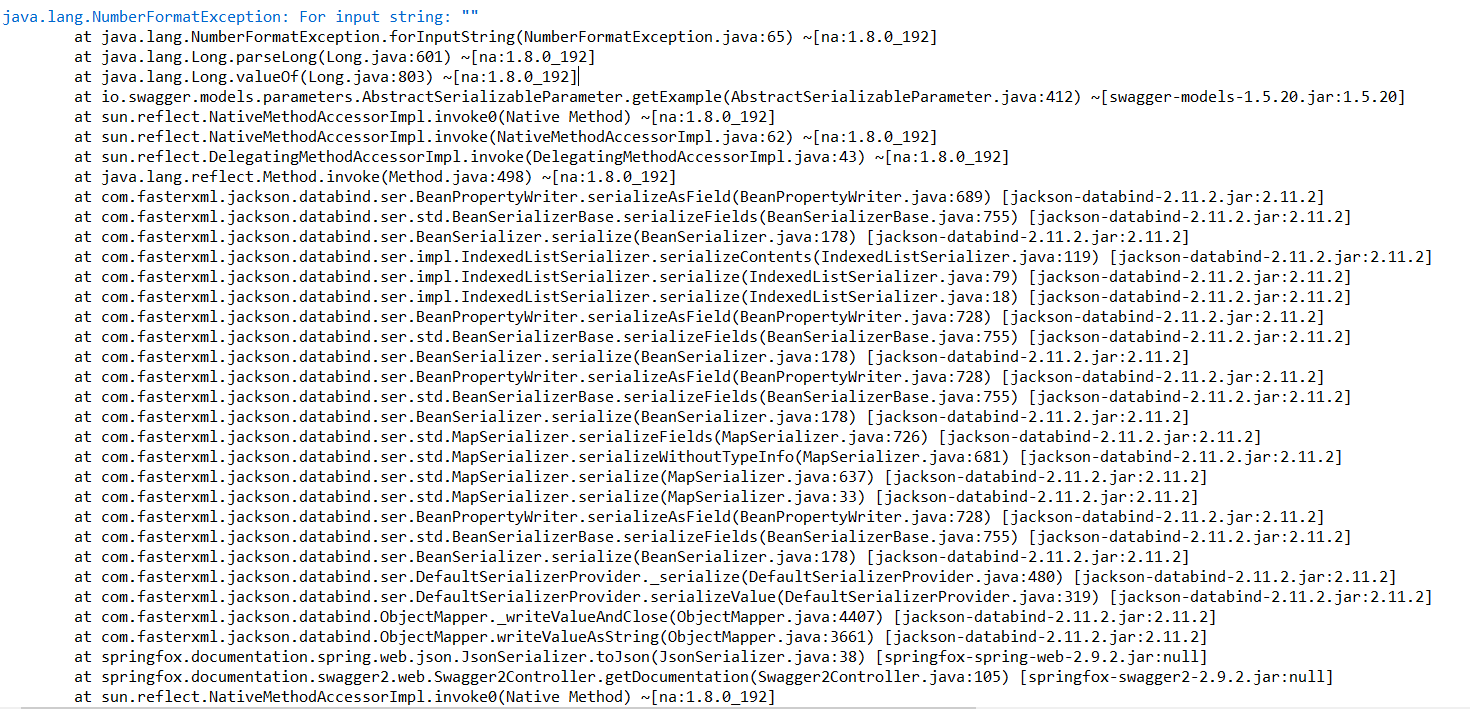 java.lang.NumberFormatException: For input string: ""
at java.lang.NumberFormatException.forInputString(NumberFormatException.java:65) ~[na:1.8.0_192]
at java.lang.Long.parseLong(Long.java:601) ~[na:1.8.0_192]
at java.lang.Long.valueOf(Long.java:803) ~[na:1.8.0_192]
at io.swagger.models.parameters.AbstractSerializableParameter.getExample(AbstractSerializableParameter.java:412) ~[swagger-models-1.5.20.jar:1.5.20]
at sun.reflect.NativeMethodAccessorImpl.invoke0(Native Method) ~[na:1.8.0_192]
at sun.reflect.NativeMethodAccessorImpl.invoke(NativeMethodAccessorImpl.java:62) ~[na:1.8.0_192]
at sun.reflect.DelegatingMethodAccessorImpl.invoke(DelegatingMethodAccessorImpl.java:43) ~[na:1.8.0_192]
at java.lang.reflect.Method.invoke(Method.java:498) ~[na:1.8.0_192]
at com.fasterxml.jackson.databind.ser.BeanPropertyWriter.serializeAsField(BeanPropertyWriter.java:689) [jackson-databind-2.11.2.jar:2.11.2]
at com.fasterxml.jackson.databind.ser.std.BeanSerializerBase.serializeFields(BeanSerializerBase.java:755) [jackson-databind-2.11.2.jar:2.11.2]
at com.fasterxml.jackson.databind.ser.BeanSerializer.serialize(BeanSerializer.java:178) [jackson-databind-2.11.2.jar:2.11.2]
at com.fasterxml.jackson.databind.ser.impl.IndexedListSerializer.serializeContents(IndexedListSerializer.java:119) [jackson-databind-2.11.2.jar:2.11.2]
at com.fasterxml.jackson.databind.ser.impl.IndexedListSerializer.serialize(IndexedListSerializer.java:79) [jackson-databind-2.11.2.jar:2.11.2]
at com.fasterxml.jackson.databind.ser.impl.IndexedListSerializer.serialize(IndexedListSerializer.java:18) [jackson-databind-2.11.2.jar:2.11.2]
at com.fasterxml.jackson.databind.ser.BeanPropertyWriter.serializeAsField(BeanPropertyWriter.java:728) [jackson-databind-2.11.2.jar:2.11.2]
at com.fasterxml.jackson.databind.ser.std.BeanSerializerBase.serializeFields(BeanSerializerBase.java:755) [jackson-databind-2.11.2.jar:2.11.2]
at com.fasterxml.jackson.databind.ser.BeanSerializer.serialize(BeanSerializer.java:178) [jackson-databind-2.11.2.jar:2.11.2]
at com.fasterxml.jackson.databind.ser.BeanPropertyWriter.serializeAsField(BeanPropertyWriter.java:728) [jackson-databind-2.11.2.jar:2.11.2]
at com.fasterxml.jackson.databind.ser.std.BeanSerializerBase.serializeFields(BeanSerializerBase.java:755) [jackson-databind-2.11.2.jar:2.11.2]
at com.fasterxml.jackson.databind.ser.BeanSerializer.serialize(BeanSerializer.java:178) [jackson-databind-2.11.2.jar:2.11.2]
at com.fasterxml.jackson.databind.ser.std.MapSerializer.serializeFields(MapSerializer.java:726) [jackson-databind-2.11.2.jar:2.11.2]
at com.fasterxml.jackson.databind.ser.std.MapSerializer.serializeWithoutTypeInfo(MapSerializer.java:681) [jackson-databind-2.11.2.jar:2.11.2]
at com.fasterxml.jackson.databind.ser.std.MapSerializer.serialize(MapSerializer.java:637) [jackson-databind-2.11.2.jar:2.11.2]
at com.fasterxml.jackson.databind.ser.std.MapSerializer.serialize(MapSerializer.java:33) [jackson-databind-2.11.2.jar:2.11.2]
at com.fasterxml.jackson.databind.ser.BeanPropertyWriter.serializeAsField(BeanPropertyWriter.java:728) [jackson-databind-2.11.2.jar:2.11.2]
at com.fasterxml.jackson.databind.ser.std.BeanSerializerBase.serializeFields(BeanSerializerBase.java:755) [jackson-databind-2.11.2.jar:2.11.2]
at com.fasterxml.jackson.databind.ser.BeanSerializer.serialize(BeanSerializer.java:178) [jackson-databind-2.11.2.jar:2.11.2]
at com.fasterxml.jackson.databind.ser.DefaultSerializerProvider._serialize(DefaultSerializerProvider.java:480) [jackson-databind-2.11.2.jar:2.11.2]
at com.fasterxml.jackson.databind.ser.DefaultSerializerProvider.serializeValue(DefaultSerializerProvider.java:319) [jackson-databind-2.11.2.jar:2.11.2]
at com.fasterxml.jackson.databind.ObjectMapper._writeValueAndClose(ObjectMapper.java:4407) [jackson-databind-2.11.2.jar:2.11.2]
at com.fasterxml.jackson.databind.ObjectMapper.writeValueAsString(ObjectMapper.java:3661) [jackson-databind-2.11.2.jar:2.11.2]
at springfox.documentation.spring.web.json.JsonSerializer.toJson(JsonSerializer.java:38) [springfox-spring-web-2.9.2.jar:null]
at springfox.documentation.swagger2.web.Swagger2Controller.getDocumentation(Swagger2Controller.java:105) [springfox-swagger2-2.9.2.jar:null]
at sun.reflect.NativeMethodAccessorImpl.invoke0(Native Method) ~[na:1.8.0_192]